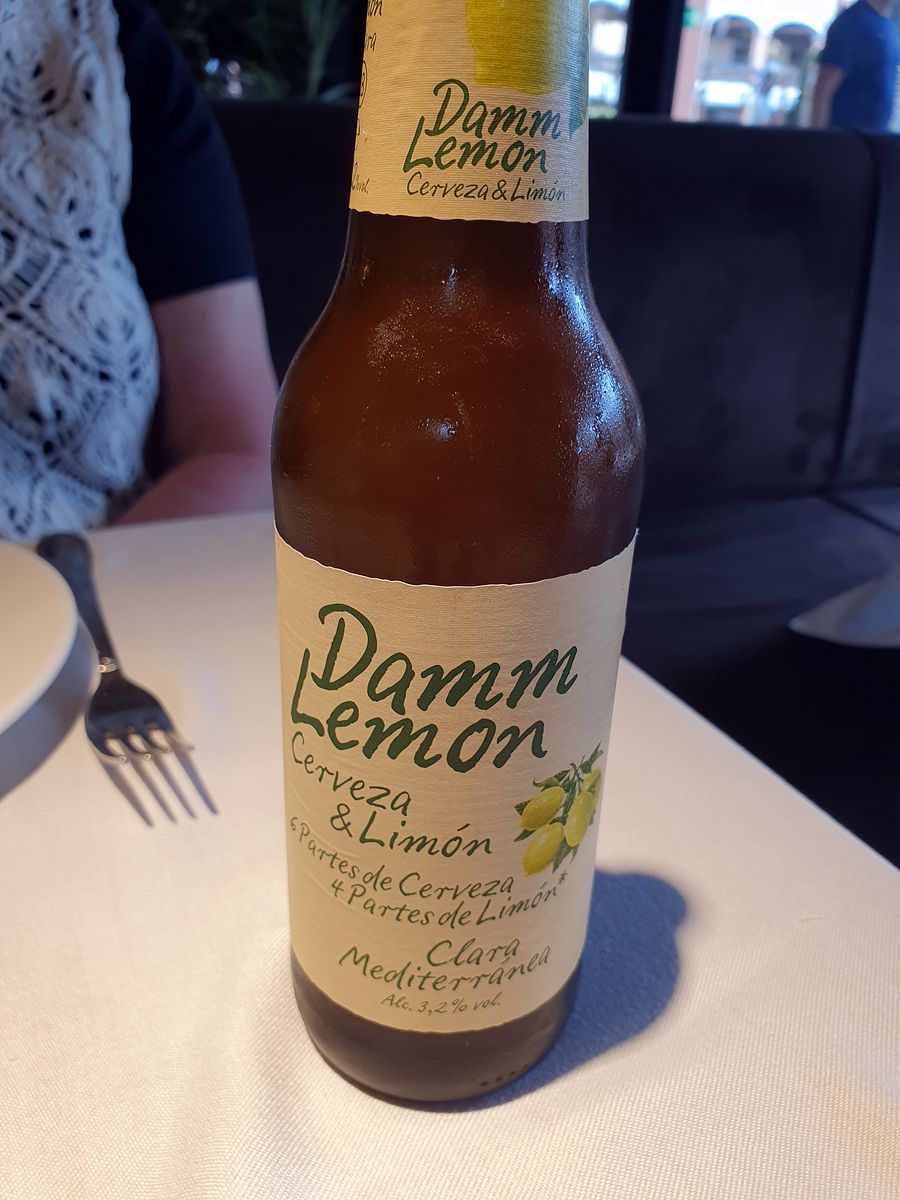 Damm
Lemon
Cerveza & Limón
Damm
Lemon
Cerveza
& Limón
6 Partes de Cerveza
4 Partes de Limón*
Clara
Mediterránea
Alc. 3,2% vol.